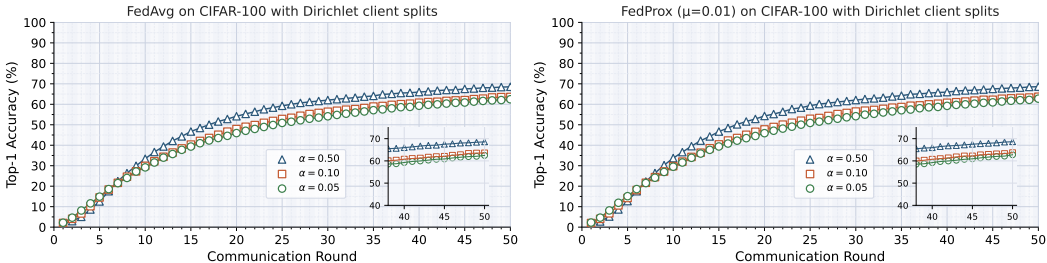 FedAvg on CIFAR-100 with Dirichlet client splits
Top-1 Accuracy (%)
100
90
80
70
60
50
40
30
20
10
0
α = 0.50
α = 0.10
α = 0.05
70
60
50
40
40 45 50
0 5 10 15 20 25 30 35 40 45 50
Communication Round
FedProx (μ=0.01) on CIFAR-100 with Dirichlet client splits
Top-1 Accuracy (%)
100
90
80
70
60
50
40
30
20
10
0
α = 0.50
α = 0.10
α = 0.05
70
60
50
40
40 45 50
0 5 10 15 20 25 30 35 40 45 50
Communication Round